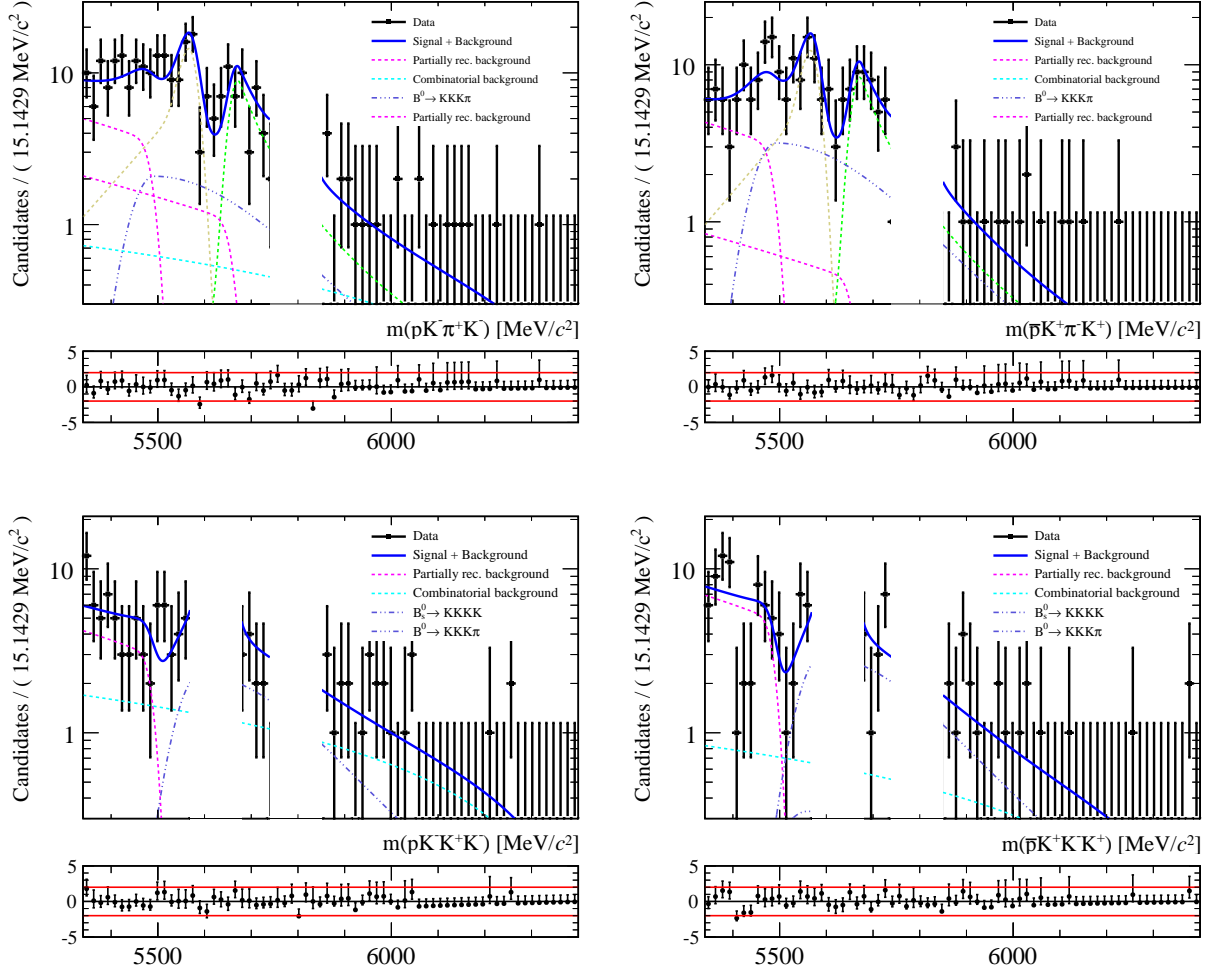 Candidates / ( 15.1429 MeV/c²)
10
1
Data
Signal + Background
Partially rec. background
Combinatorial background
B⁰→ KKKπ
Partially rec. background
m(pK⁻π⁺K⁻) [MeV/c²]
5
0
-5
5500 6000
Candidates / ( 15.1429 MeV/c²)
10
1
Data
Signal + Background
Partially rec. background
Combinatorial background
B⁰→ KKKπ
Partially rec. background
m(p̅K⁺π⁻K⁺) [MeV/c²]
5
0
-5
5500 6000
Candidates / ( 15.1429 MeV/c²)
10
1
Data
Signal + Background
Partially rec. background
Combinatorial background
B⁰ₛ→ KKKK
B⁰→ KKKπ
m(pK⁻K⁺K⁻) [MeV/c²]
5
0
-5
5500 6000
Candidates / ( 15.1429 MeV/c²)
10
1
Data
Signal + Background
Partially rec. background
Combinatorial background
B⁰ₛ→ KKKK
B⁰→ KKKπ
m(p̅K⁺K⁻K⁺) [MeV/c²]
5
0
-5
5500 6000